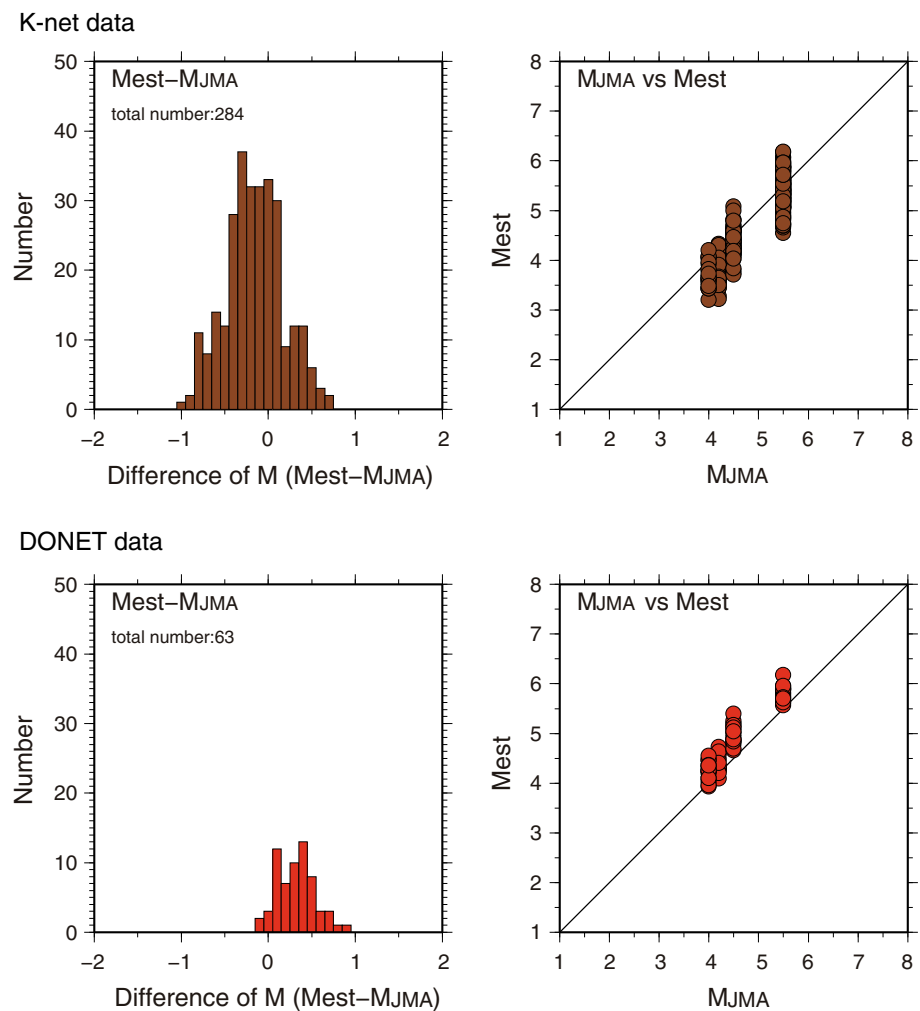 K-net data
Mest−MJMA
total number:284
50
40
30
20
10
0
Number
−2 −1 0 1 2
Difference of M (Mest−MJMA)
MJMA vs Mest
8
7
6
5
4
3
2
1
Mest
1 2 3 4 5 6 7 8
MJMA
DONET data
Mest−MJMA
total number:63
50
40
30
20
10
0
Number
−2 −1 0 1 2
Difference of M (Mest−MJMA)
MJMA vs Mest
8
7
6
5
4
3
2
1
Mest
1 2 3 4 5 6 7 8
MJMA